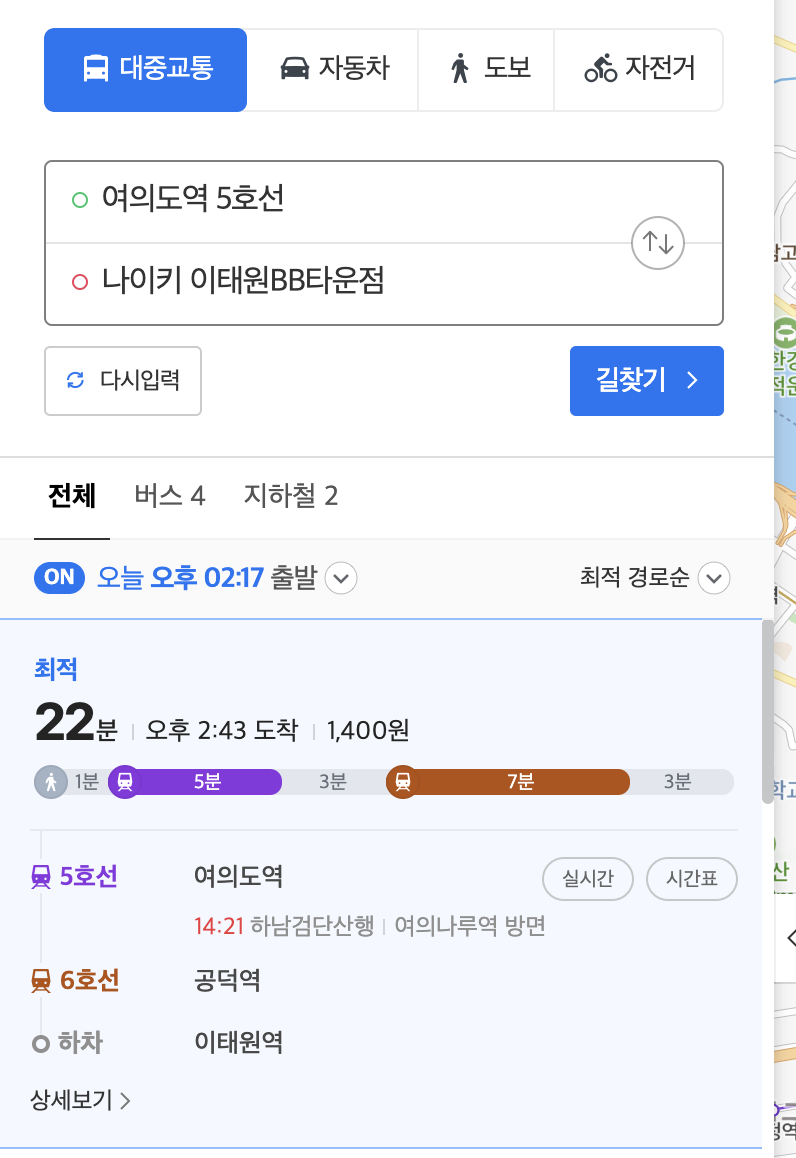 대중교통 자동차 도보 자전거
여의도역 5호선
나이키 이태원BB타운점
다시입력 길찾기
전체 버스 4 지하철 2
ON 오늘 오후 02:17 출발 최적 경로순
최적
22분 오후 2:43 도착 1,400원
1분 5분 3분 7분 3분
5호선 여의도역 실시간 시간표
14:21 하남검단산행 여의나루역 방면
6호선 공덕역
하차 이태원역
상세보기